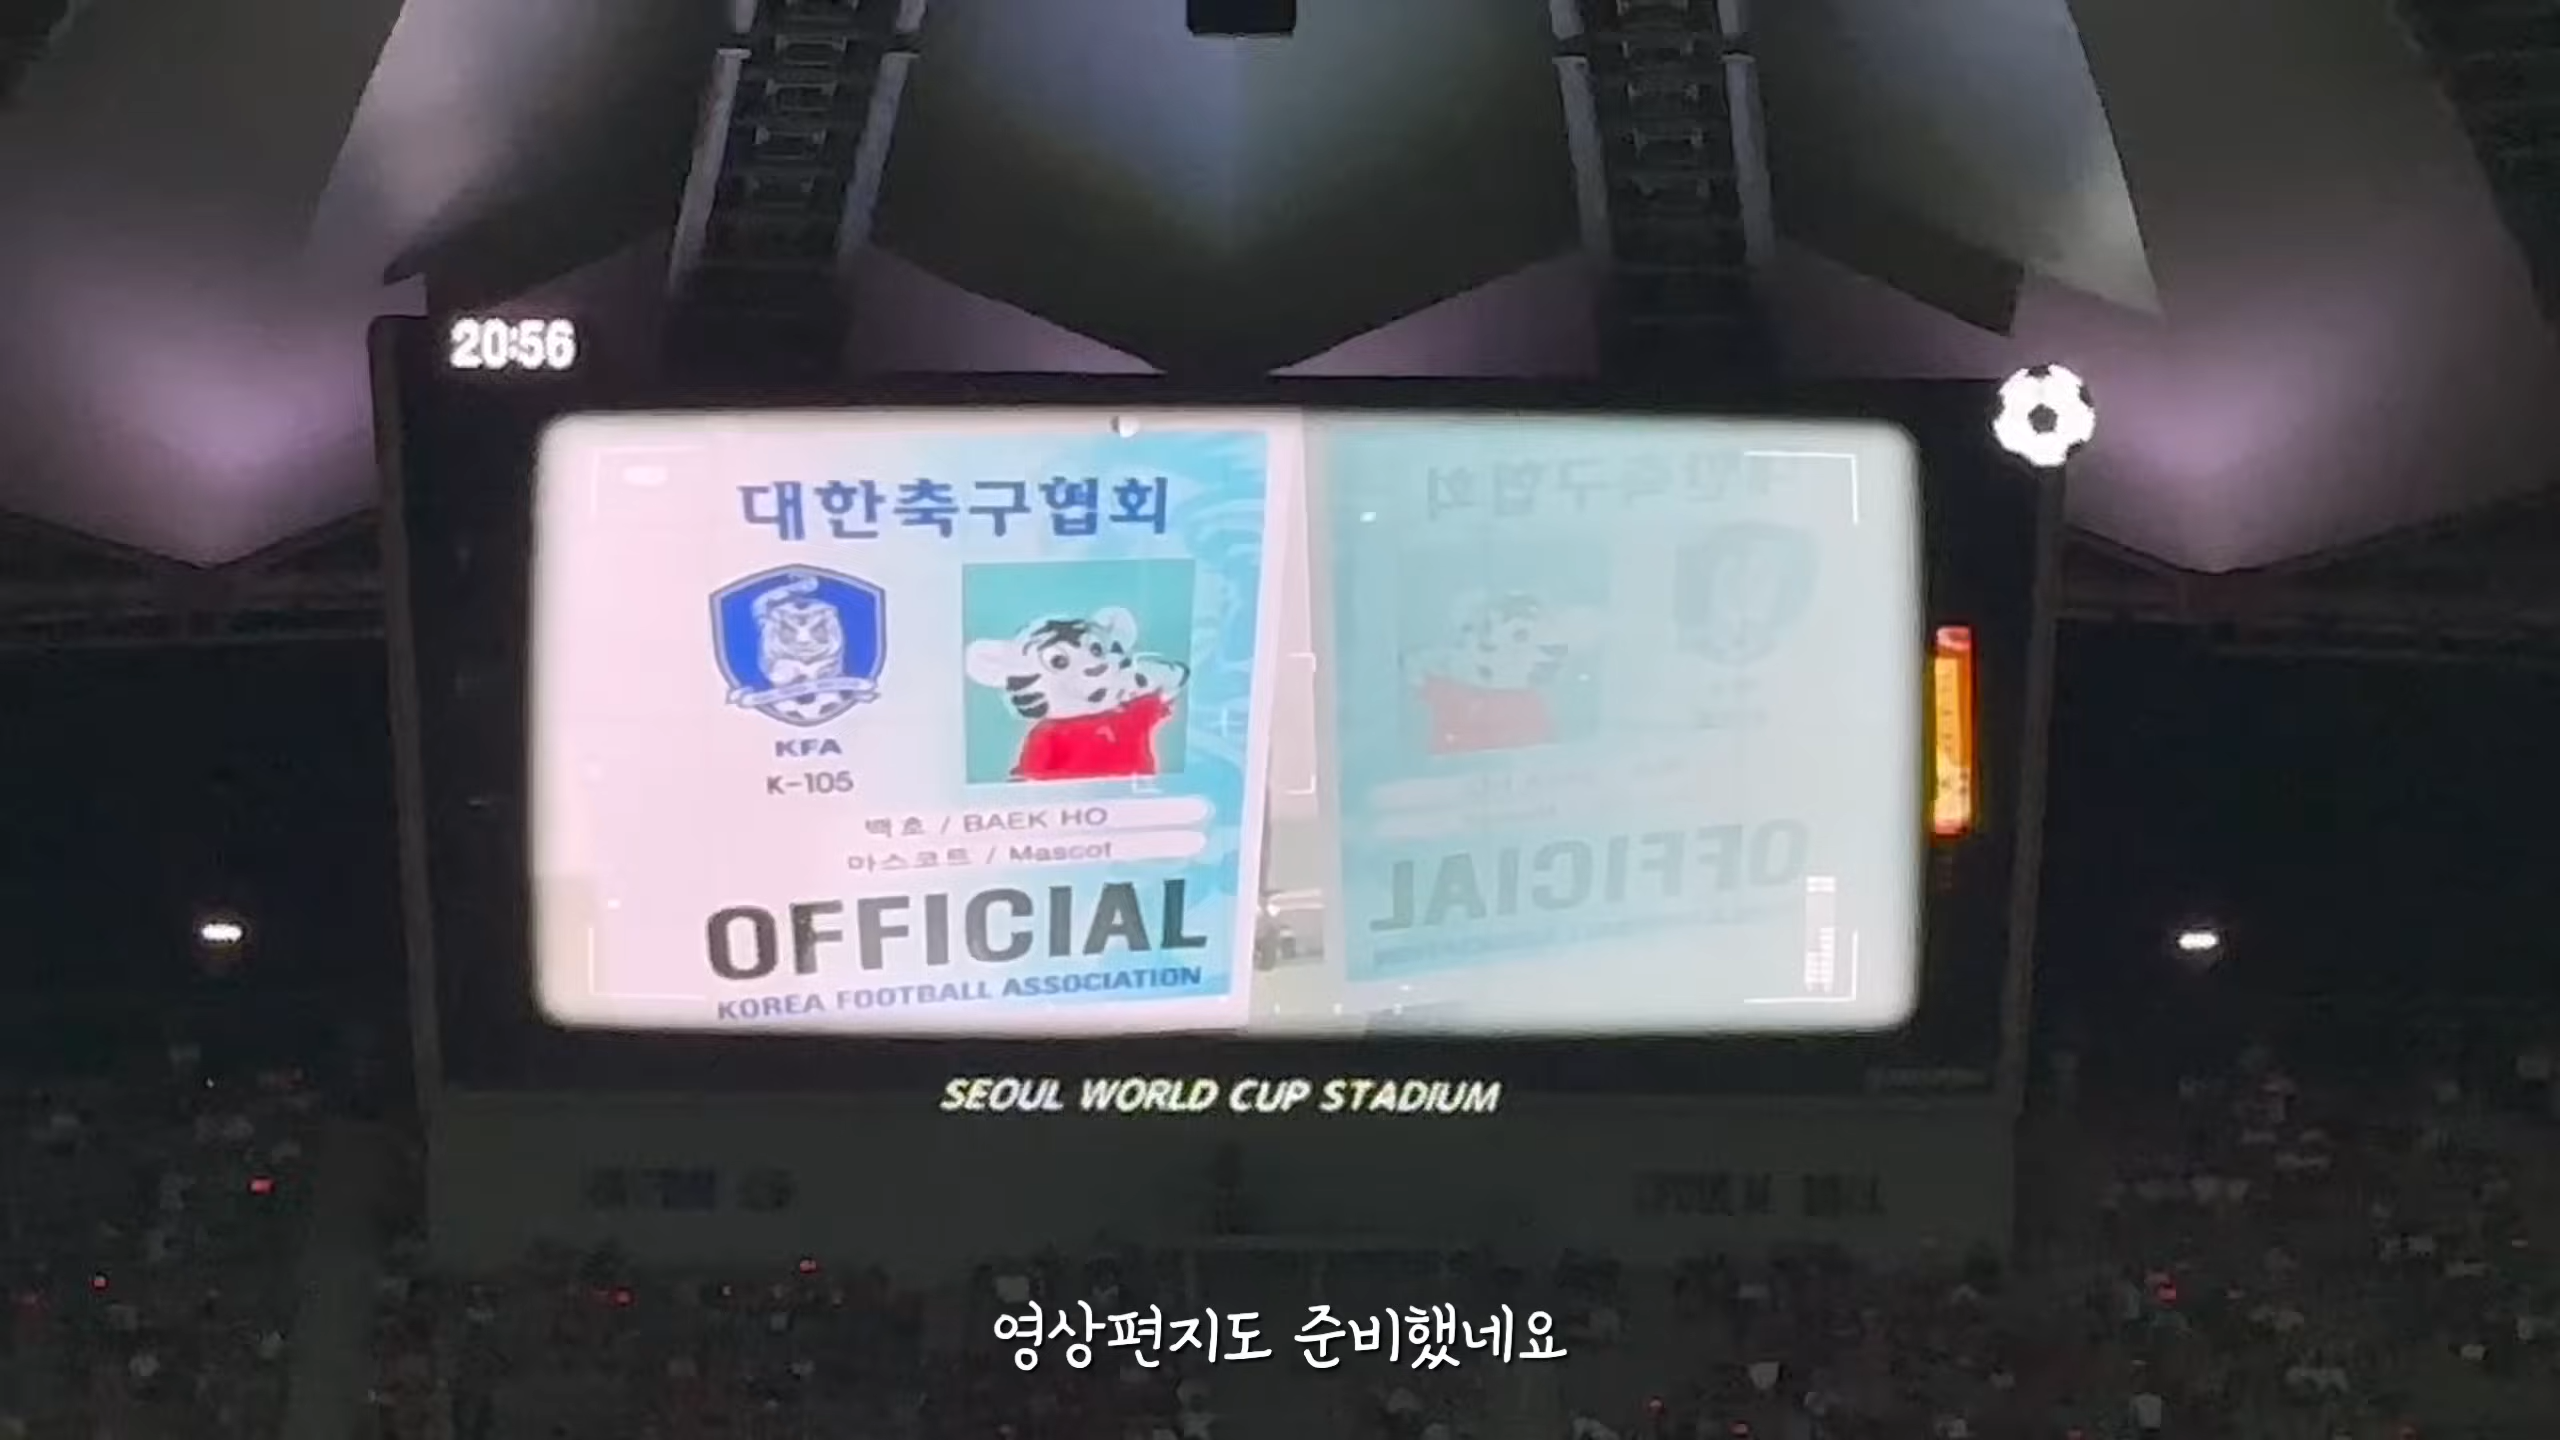 20:56
대한축구협회
KFA
K-105
백호 / BAEK HO
마스코트 / Mascot
OFFICIAL
KOREA FOOTBALL ASSOCIATION
OFFICIAL
SEOUL WORLD CUP STADIUM
영상편지도 준비했네요